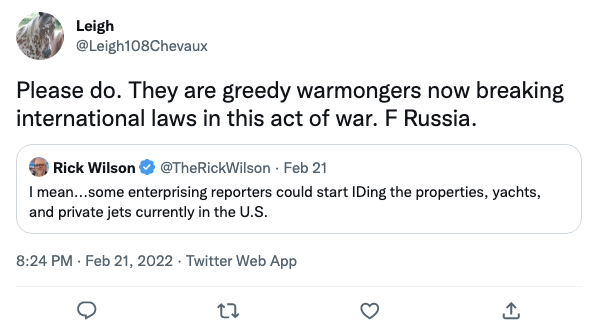 Leigh
@Leigh108Chevaux
Please do. They are greedy warmongers now breaking
international laws in this act of war. F Russia.
Rick Wilson @TheRickWilson · Feb 21
I mean...some enterprising reporters could start IDing the properties, yachts,
and private jets currently in the U.S.
8:24 PM · Feb 21, 2022 · Twitter Web App